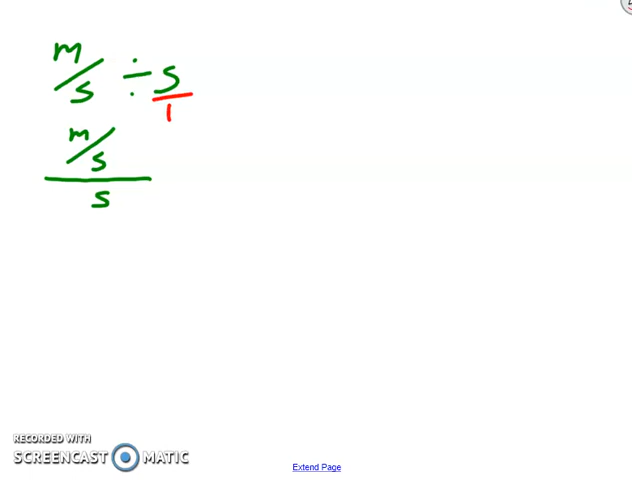 m/s ÷ s/1
m/s
s
RECORDED WITH
SCREENCAST MATIC
Extend Page